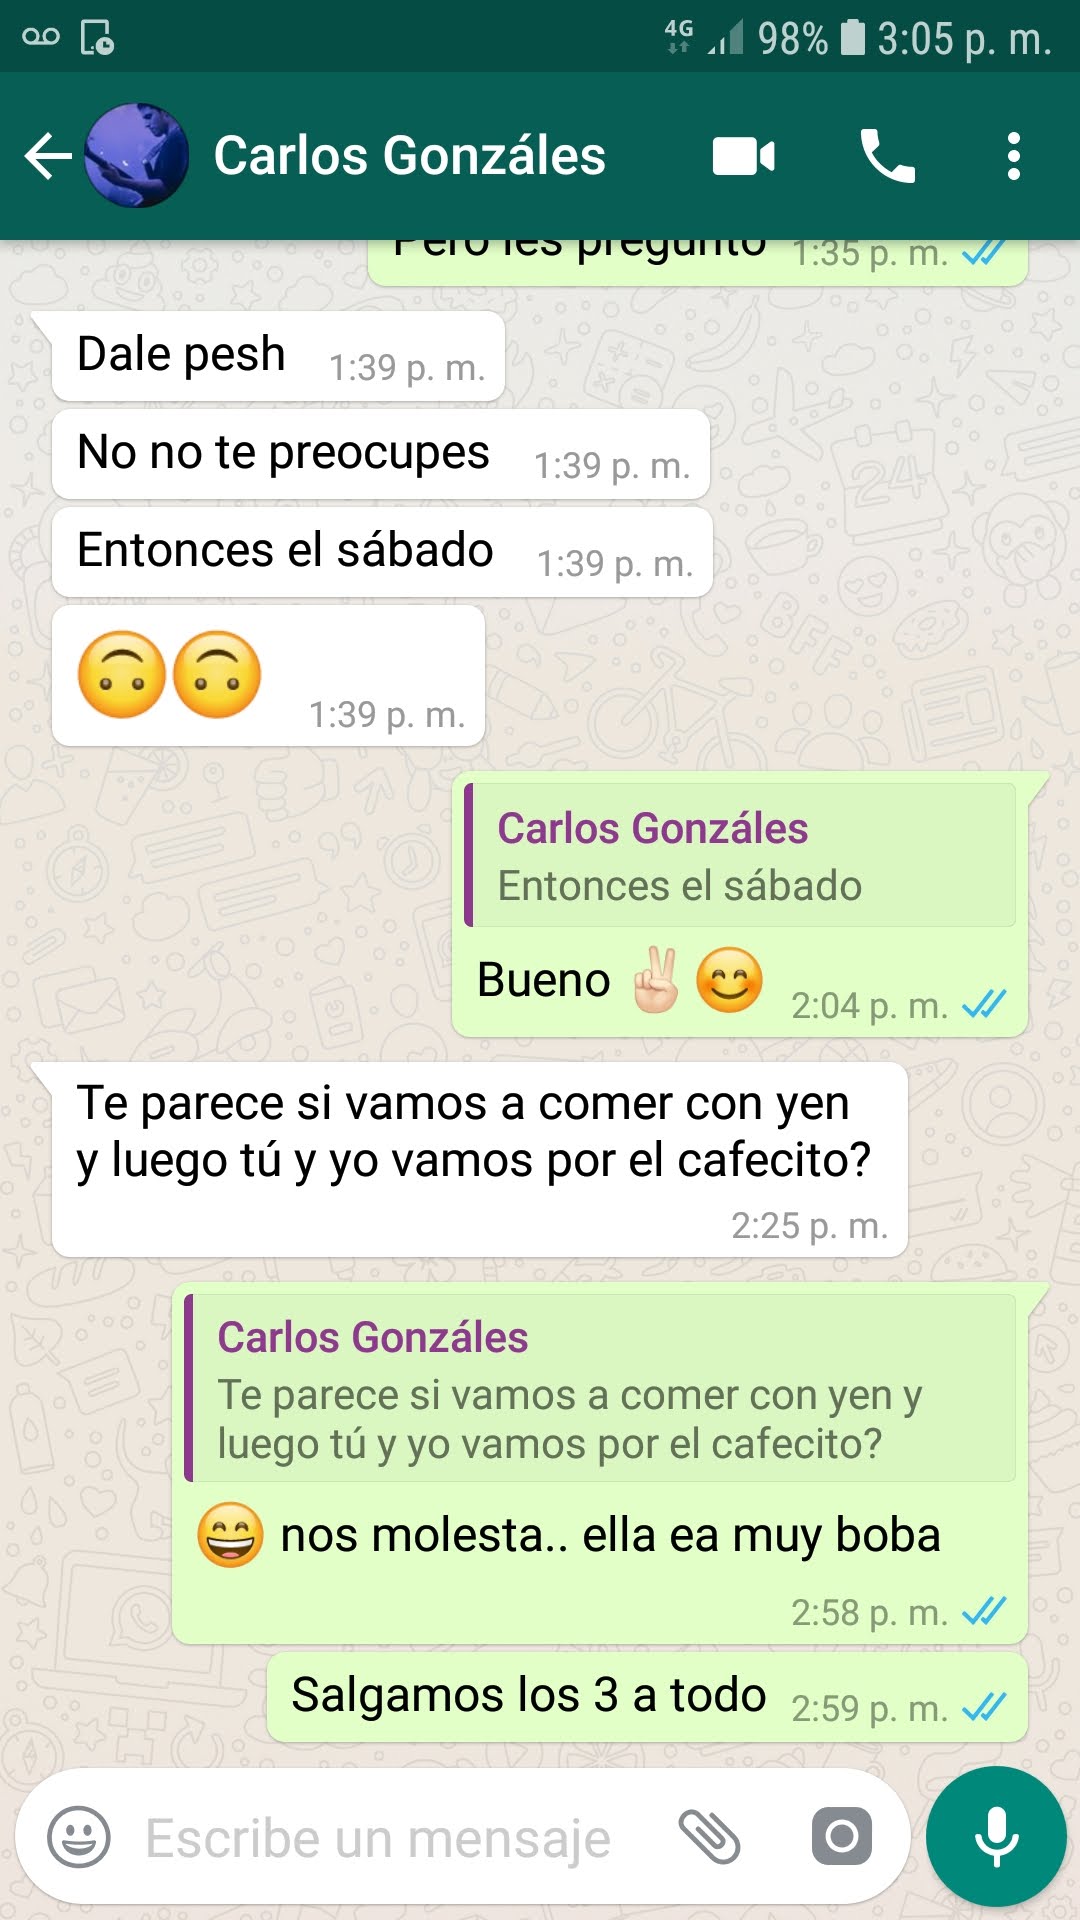 4G 98% 3:05 p. m.
Carlos Gonzáles
Pero les pregunto 1:35 p. m.
Dale pesh 1:39 p. m.
No no te preocupes 1:39 p. m.
Entonces el sábado 1:39 p. m.
🙃🙃 1:39 p. m.
Carlos Gonzáles
Entonces el sábado
Bueno ✌🏻😊 2:04 p. m.
Te parece si vamos a comer con yen
y luego tú y yo vamos por el cafecito?
2:25 p. m.
Carlos Gonzáles
Te parece si vamos a comer con yen y
luego tú y yo vamos por el cafecito?
😄 nos molesta.. ella ea muy boba
2:58 p. m.
Salgamos los 3 a todo 2:59 p. m.
Escribe un mensaje